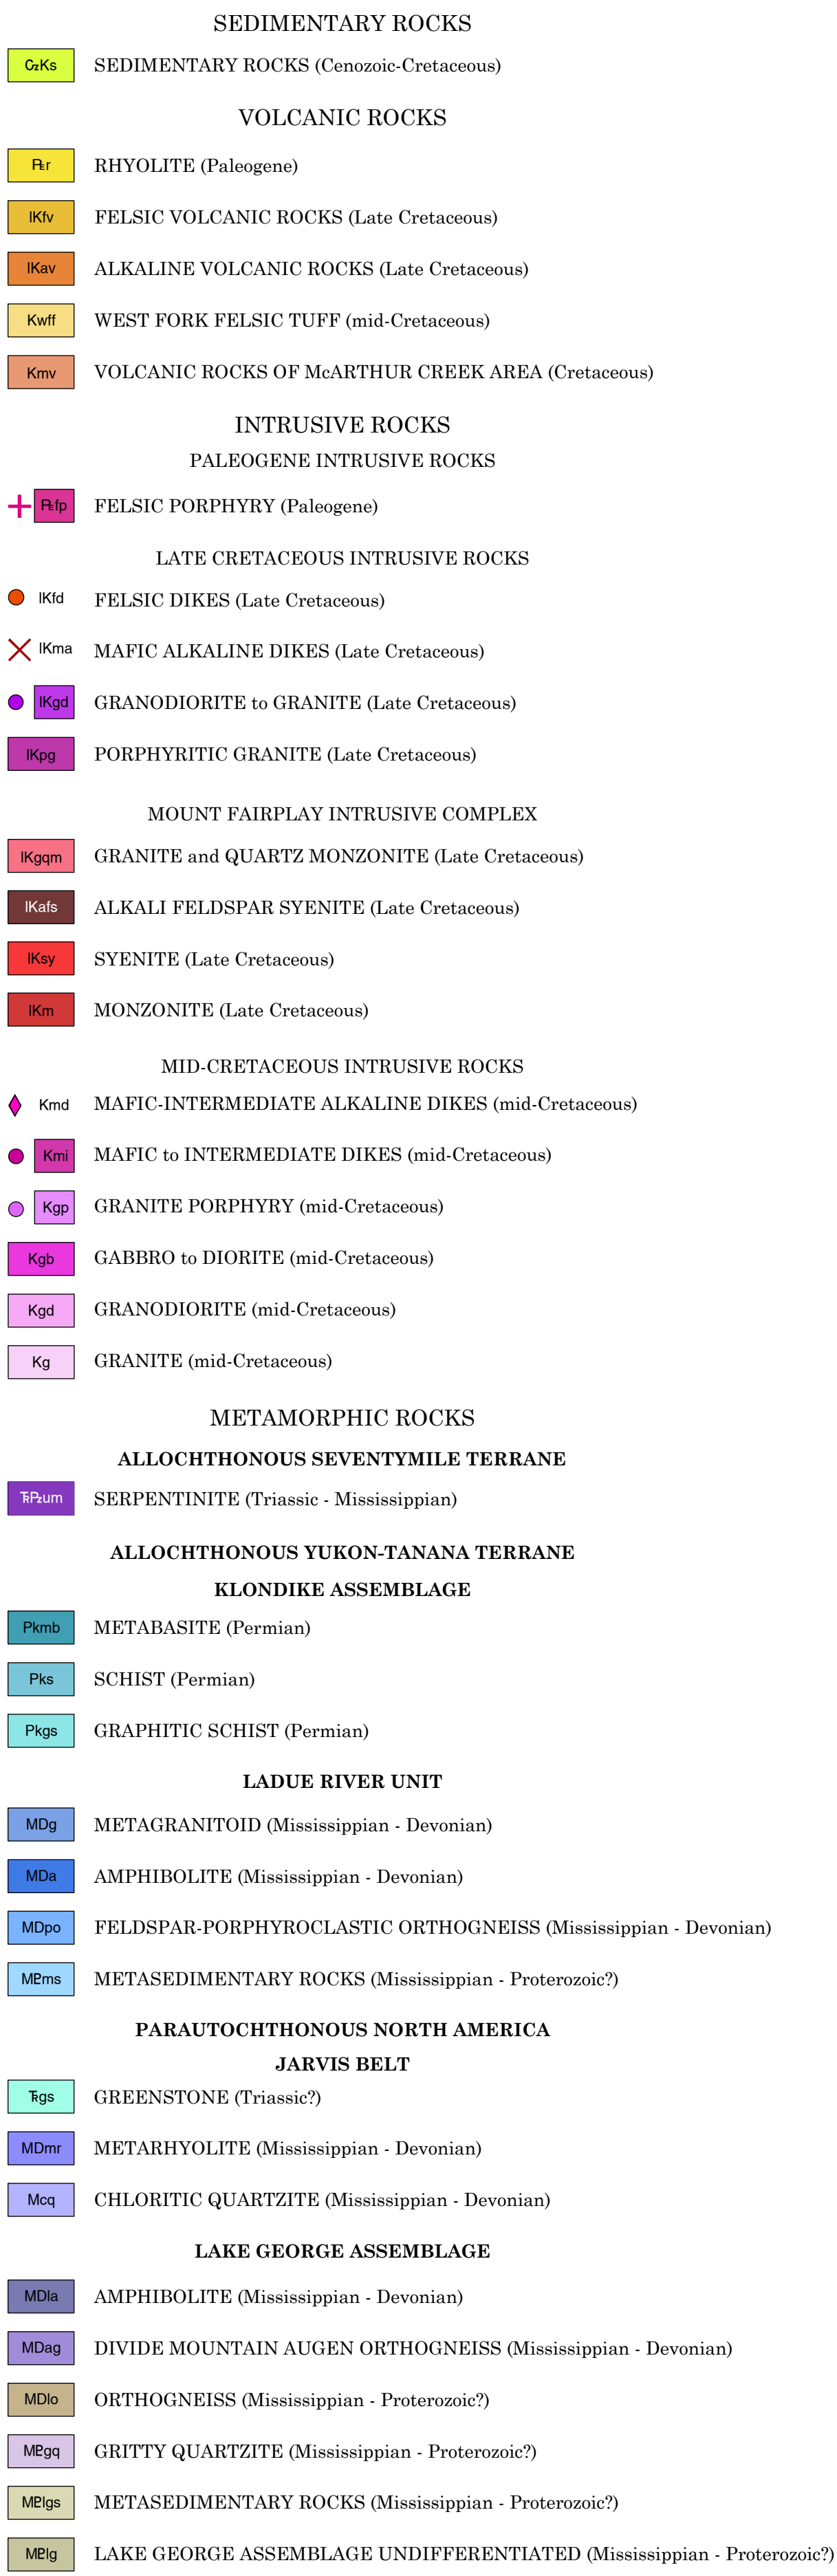 SEDIMENTARY ROCKS
CzKs SEDIMENTARY ROCKS (Cenozoic-Cretaceous)
VOLCANIC ROCKS
PEr RHYOLITE (Paleogene)
lKfv FELSIC VOLCANIC ROCKS (Late Cretaceous)
lKav ALKALINE VOLCANIC ROCKS (Late Cretaceous)
Kwff WEST FORK FELSIC TUFF (mid-Cretaceous)
Kmv VOLCANIC ROCKS OF McARTHUR CREEK AREA (Cretaceous)
INTRUSIVE ROCKS
PALEOGENE INTRUSIVE ROCKS
PEfp FELSIC PORPHYRY (Paleogene)
LATE CRETACEOUS INTRUSIVE ROCKS
lKfd FELSIC DIKES (Late Cretaceous)
lKma MAFIC ALKALINE DIKES (Late Cretaceous)
lKgd GRANODIORITE to GRANITE (Late Cretaceous)
lKpg PORPHYRITIC GRANITE (Late Cretaceous)
MOUNT FAIRPLAY INTRUSIVE COMPLEX
lKgqm GRANITE and QUARTZ MONZONITE (Late Cretaceous)
lKafs ALKALI FELDSPAR SYENITE (Late Cretaceous)
lKsy SYENITE (Late Cretaceous)
lKm MONZONITE (Late Cretaceous)
MID-CRETACEOUS INTRUSIVE ROCKS
Kmd MAFIC-INTERMEDIATE ALKALINE DIKES (mid-Cretaceous)
Kmi MAFIC to INTERMEDIATE DIKES (mid-Cretaceous)
Kgp GRANITE PORPHYRY (mid-Cretaceous)
Kgb GABBRO to DIORITE (mid-Cretaceous)
Kgd GRANODIORITE (mid-Cretaceous)
Kg GRANITE (mid-Cretaceous)
METAMORPHIC ROCKS
ALLOCHTHONOUS SEVENTYMILE TERRANE
TRPzum SERPENTINITE (Triassic - Mississippian)
ALLOCHTHONOUS YUKON-TANANA TERRANE
KLONDIKE ASSEMBLAGE
Pkmb METABASITE (Permian)
Pks SCHIST (Permian)
Pkgs GRAPHITIC SCHIST (Permian)
LADUE RIVER UNIT
MDg METAGRANITOID (Mississippian - Devonian)
MDa AMPHIBOLITE (Mississippian - Devonian)
MDpo FELDSPAR-PORPHYROCLASTIC ORTHOGNEISS (Mississippian - Devonian)
MPms METASEDIMENTARY ROCKS (Mississippian - Proterozoic?)
PARAUTOCHTHONOUS NORTH AMERICA
JARVIS BELT
TRgs GREENSTONE (Triassic?)
MDmr METARHYOLITE (Mississippian - Devonian)
Mcq CHLORITIC QUARTZITE (Mississippian - Devonian)
LAKE GEORGE ASSEMBLAGE
MDla AMPHIBOLITE (Mississippian - Devonian)
MDag DIVIDE MOUNTAIN AUGEN ORTHOGNEISS (Mississippian - Devonian)
MDlo ORTHOGNEISS (Mississippian - Proterozoic?)
MPgq GRITTY QUARTZITE (Mississippian - Proterozoic?)
MPlgs METASEDIMENTARY ROCKS (Mississippian - Proterozoic?)
MPlg LAKE GEORGE ASSEMBLAGE UNDIFFERENTIATED (Mississippian - Proterozoic?)